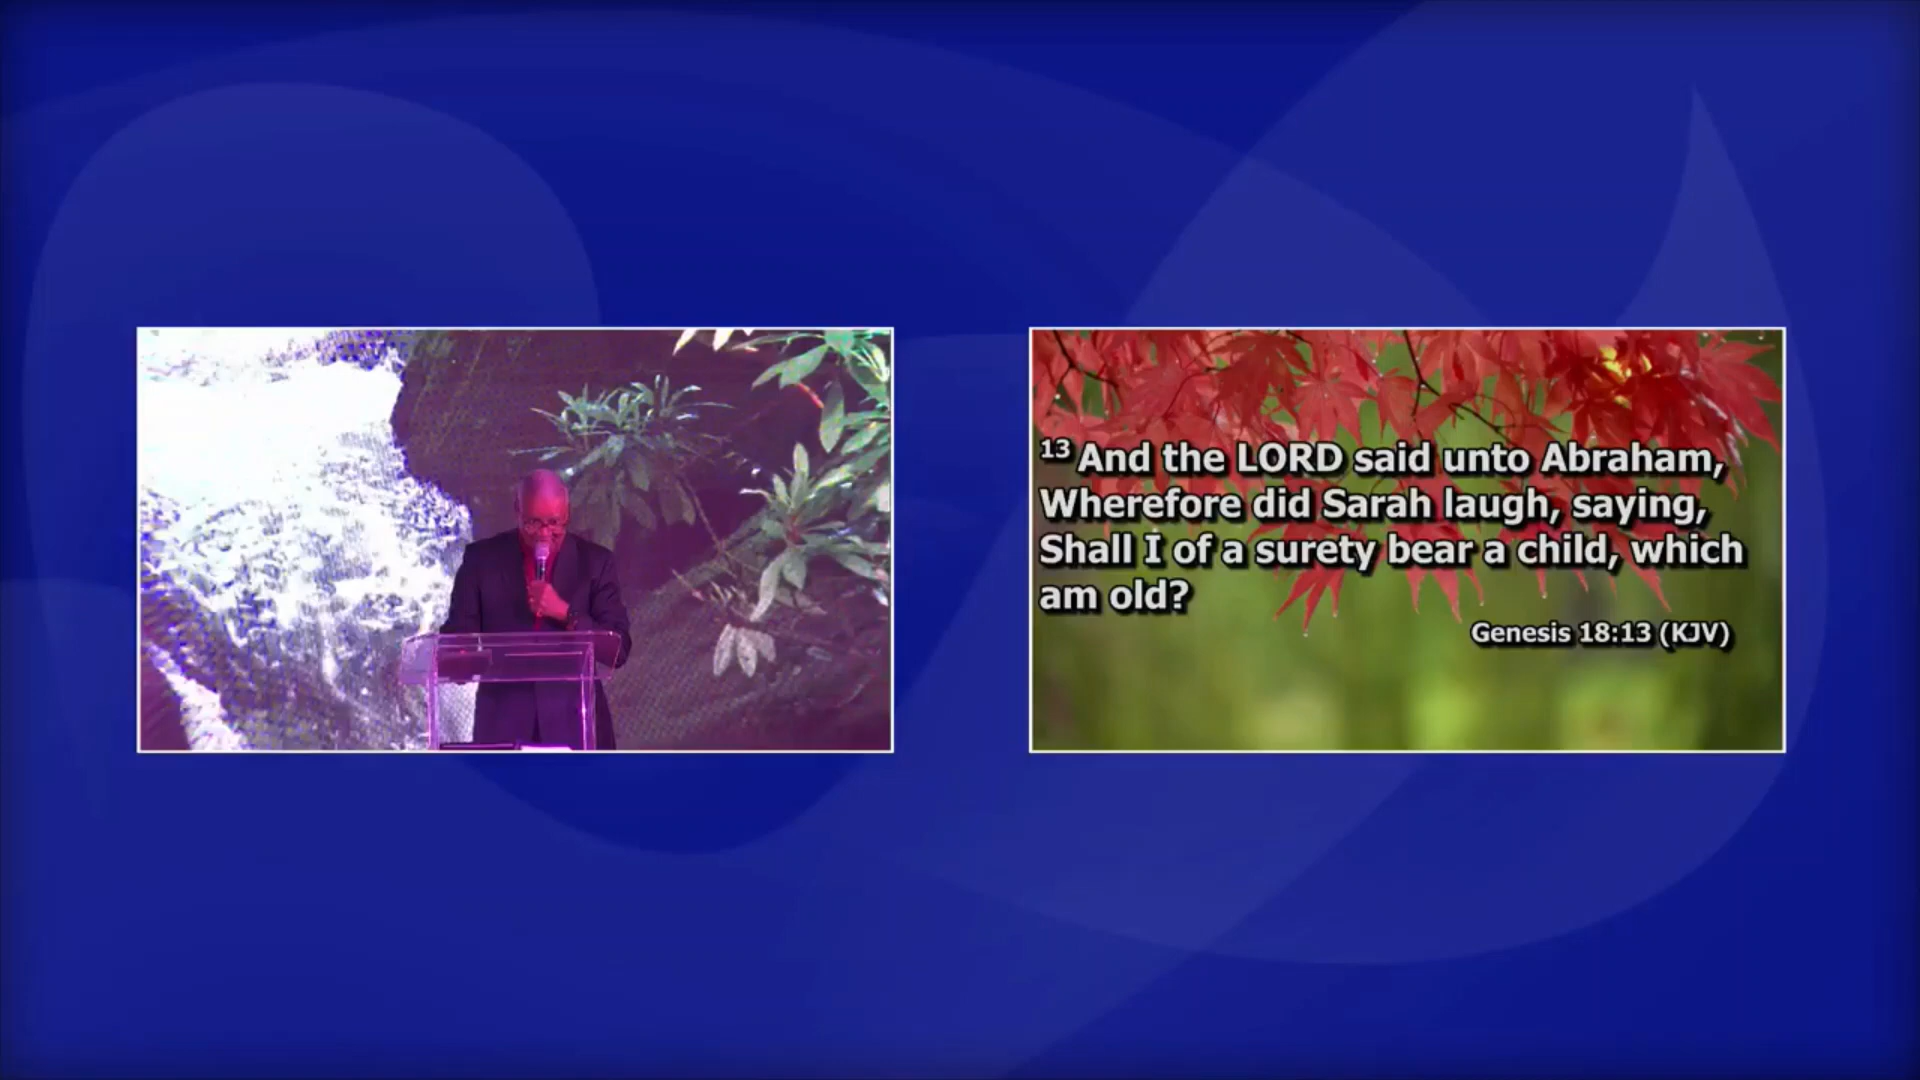 13 And the LORD said unto Abraham,
Wherefore did Sarah laugh, saying,
Shall I of a surety bear a child, which
am old?
Genesis 18:13 (KJV)